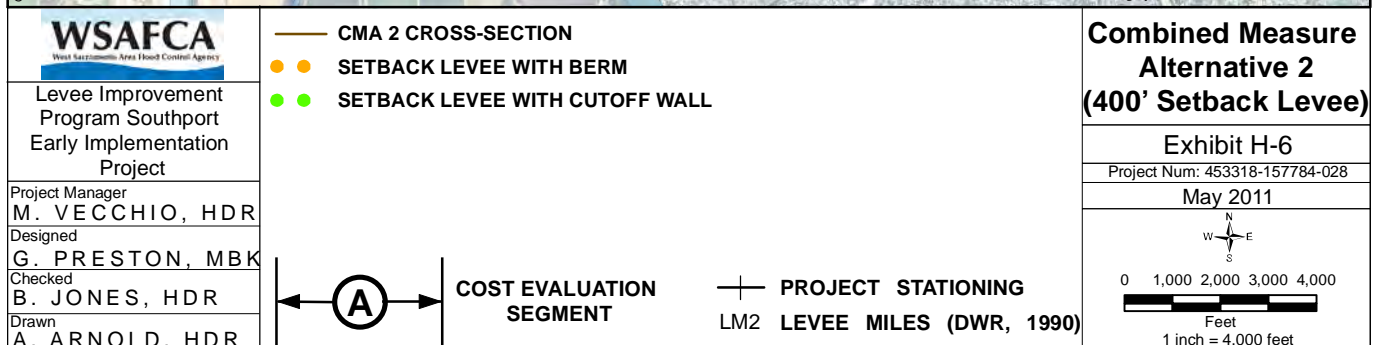 WSAFCA
West Sacramento Area Flood Control Agency
Levee Improvement
Program Southport
Early Implementation
Project
Project Manager
M. VECCHIO, HDR
Designed
G. PRESTON, MBK
Checked
B. JONES, HDR
Drawn
A. ARNOLD, HDR
CMA 2 CROSS-SECTION
SETBACK LEVEE WITH BERM
SETBACK LEVEE WITH CUTOFF WALL
A
COST EVALUATION
SEGMENT
PROJECT STATIONING
LM2 LEVEE MILES (DWR, 1990)
Combined Measure
Alternative 2
(400' Setback Levee)
Exhibit H-6
Project Num: 453318-157784-028
May 2011
N
W E
S
0 1,000 2,000 3,000 4,000
Feet
1 inch = 4,000 feet